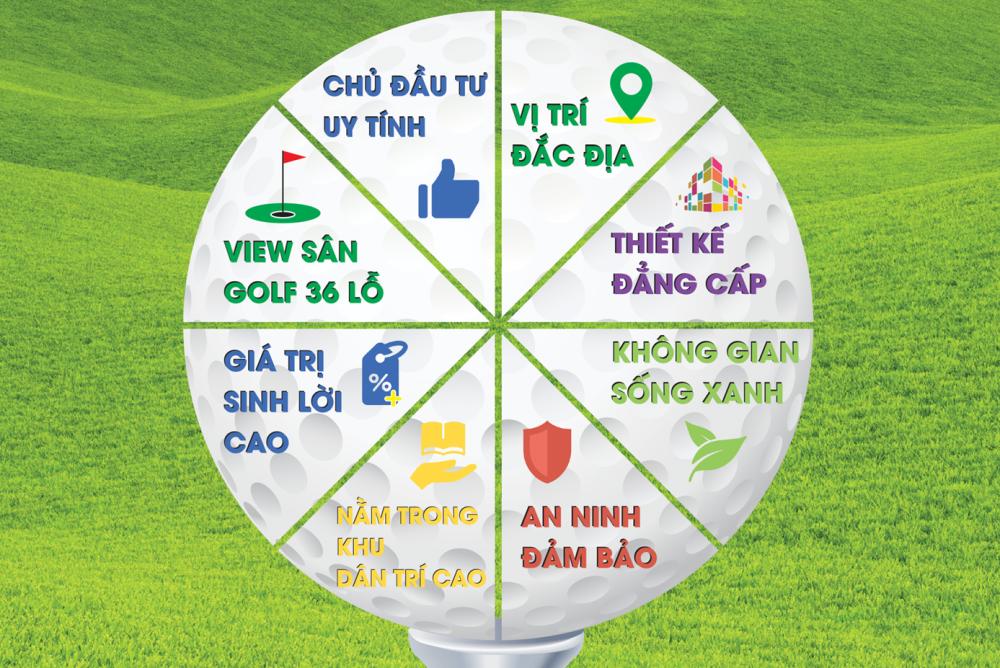 CHỦ ĐẦU TƯ
UY TÍNH
VỊ TRÍ
ĐẮC ĐỊA
THIẾT KẾ
ĐẲNG CẤP
KHÔNG GIAN
SỐNG XANH
AN NINH
ĐẢM BẢO
NẰM TRONG
KHU
DÂN TRÍ CAO
GIÁ TRỊ
SINH LỜI
CAO
%
VIEW SÂN
GOLF 36 LỖ